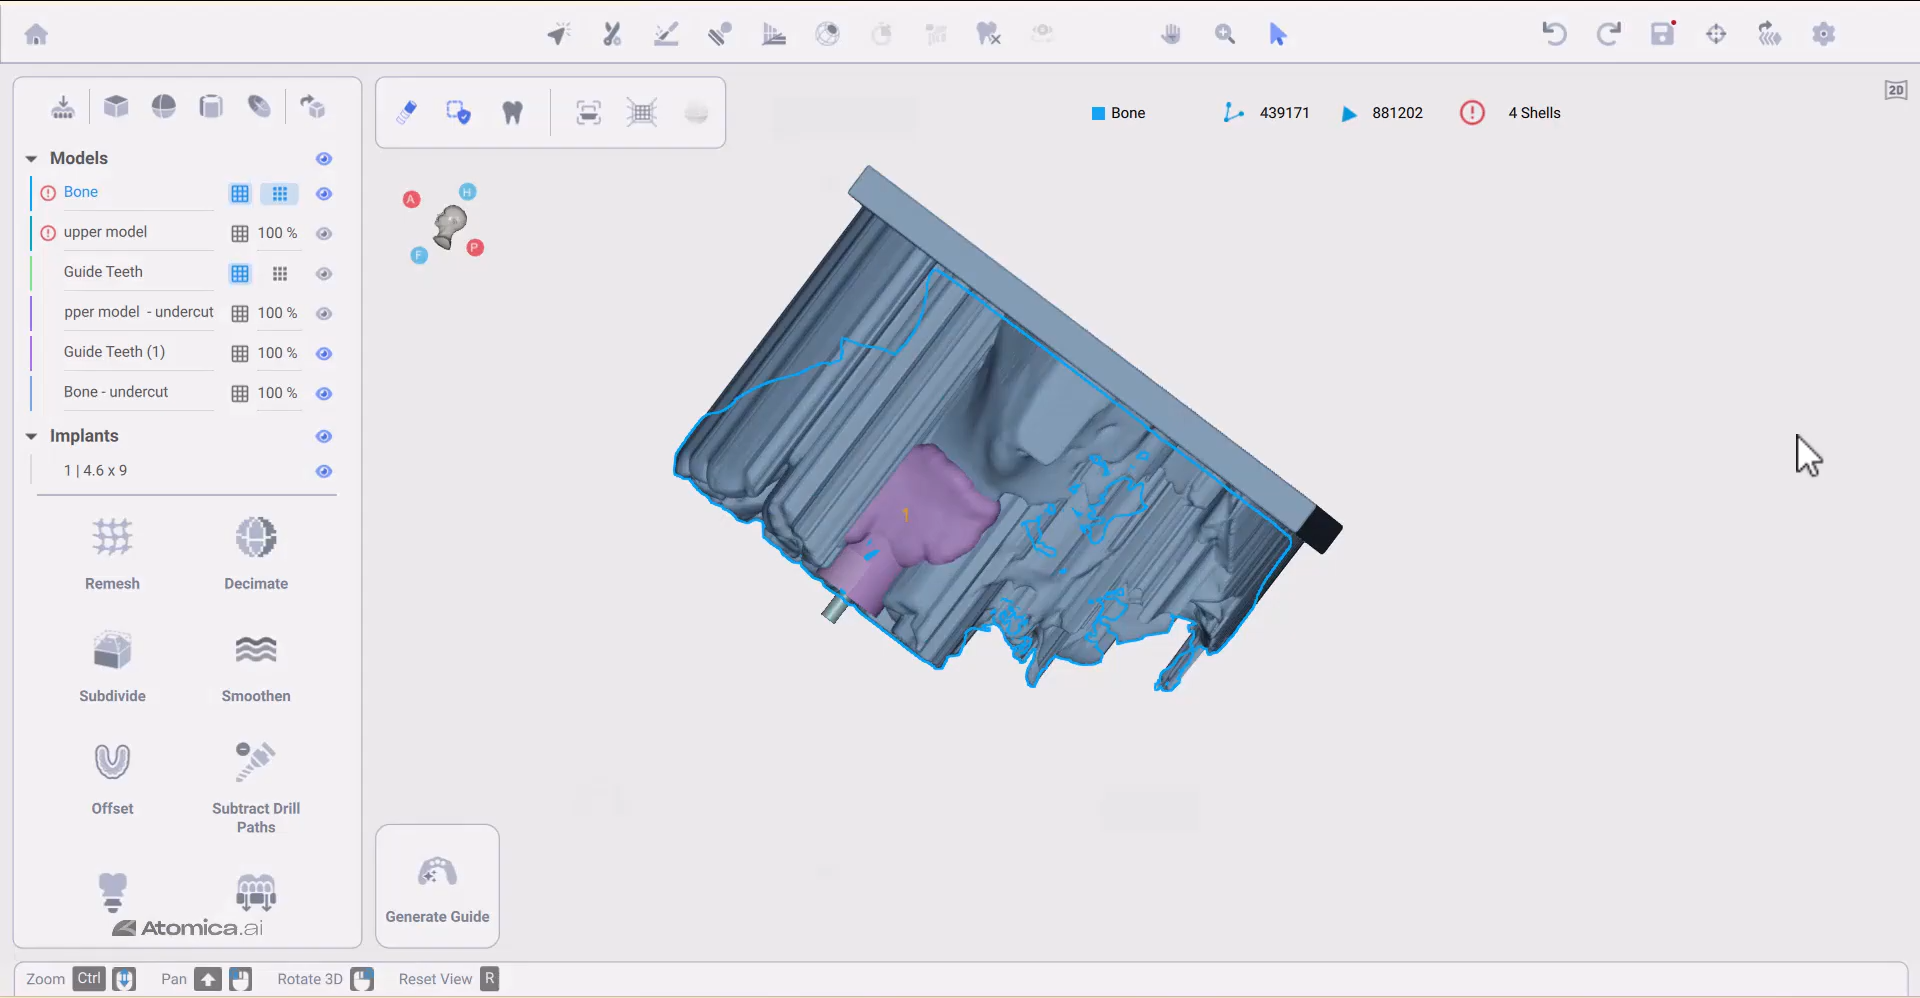 2D
Bone 439171 881202 4 Shells
Models
Bone
upper model 100 %
Guide Teeth
pper model - undercut 100 %
Guide Teeth (1) 100 %
Bone - undercut 100 %
Implants
1 | 4.6 x 9
Remesh Decimate
Subdivide Smoothen
Offset Subtract Drill
Paths
Atomica.ai
A H
F P
1
Generate Guide
Zoom Ctrl Pan Rotate 3D Reset View R